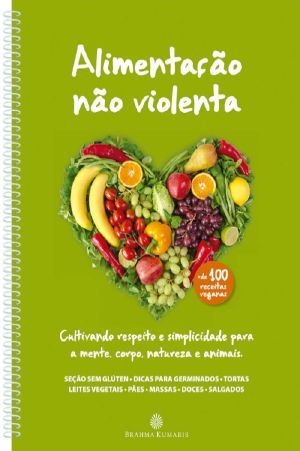 Alimentação
não violenta
+ de 100
receitas
veganas
Cultivando respeito e simplicidade para
a mente, corpo, natureza e animais.
SEÇÃO SEM GLÚTEN • DICAS PARA GERMINADOS • TORTAS
LEITES VEGETAIS • PÃES • MASSAS • DOCES • SALGADOS
BRAHMA KUMARIS